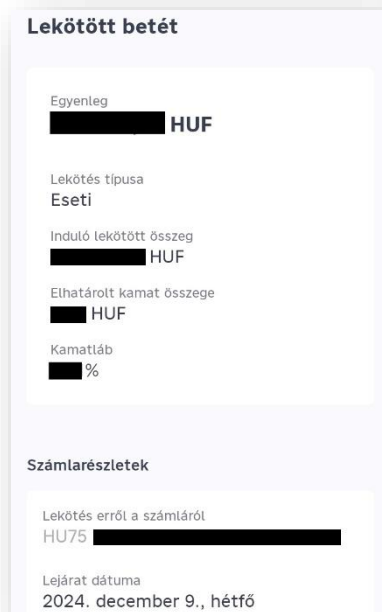 Lekötött betét
Egyenleg
HUF
Lekötés típusa
Eseti
Induló lekötött összeg
HUF
Elhatárolt kamat összege
HUF
Kamatláb
%
Számlarészletek
Lekötés erről a számláról
HU75
Lejárat dátuma
2024. december 9., hétfő